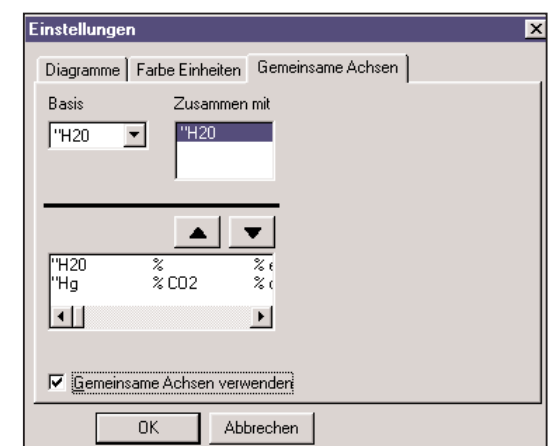 Einstellungen
Diagramme Farbe Einheiten Gemeinsame Achsen
Basis Zusammen mit
"H20 "H20
"H20 % %
"Hg % CO2 %
Gemeinsame Achsen verwenden
OK Abbrechen